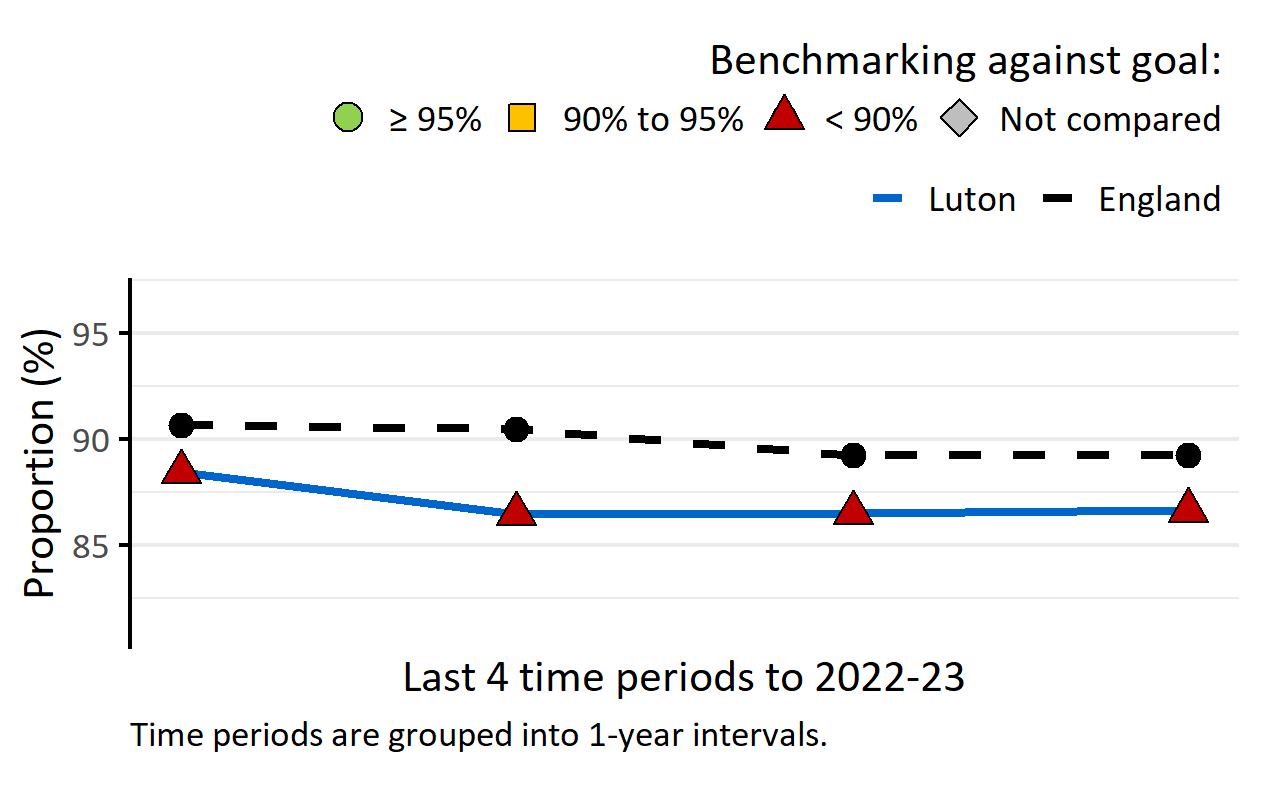 Benchmarking against goal:
≥ 95% 90% to 95% < 90% Not compared
Luton England
Proportion (%)
95
90
85
Last 4 time periods to 2022-23
Time periods are grouped into 1-year intervals.